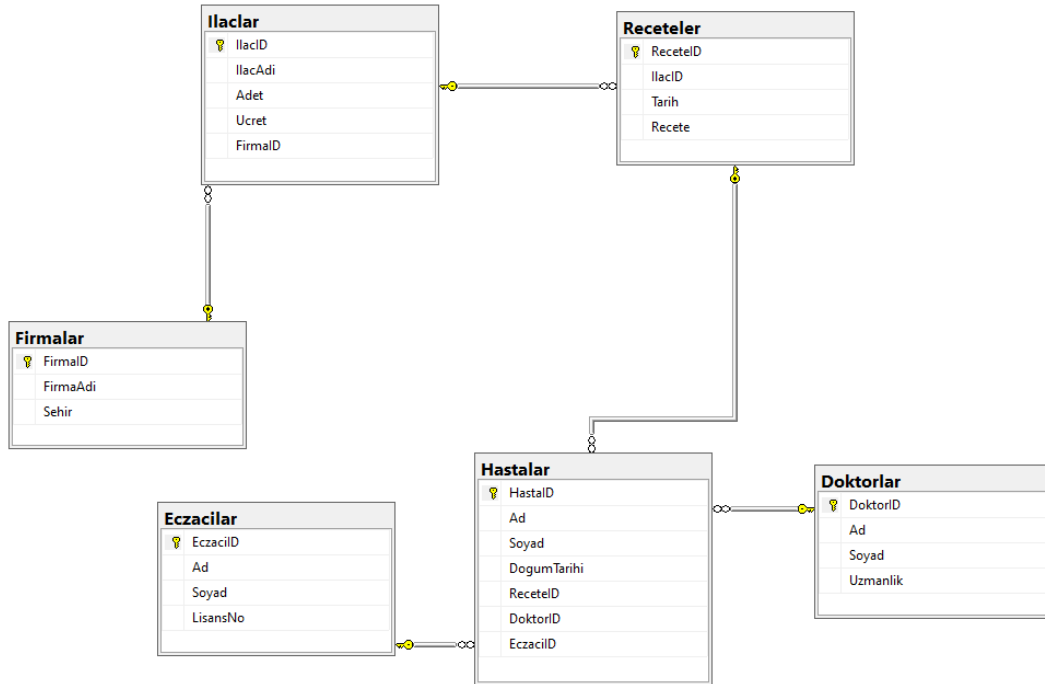 Ilaclar
IlacID
IlacAdi
Adet
Ucret
FirmaID
Receteler
ReceteID
IlacID
Tarih
Recete
Firmalar
FirmaID
FirmaAdi
Sehir
Hastalar
HastaID
Ad
Soyad
DogumTarihi
ReceteID
DoktorID
EczaciID
Doktorlar
DoktorID
Ad
Soyad
Uzmanlik
Eczacilar
EczaciID
Ad
Soyad
LisansNo